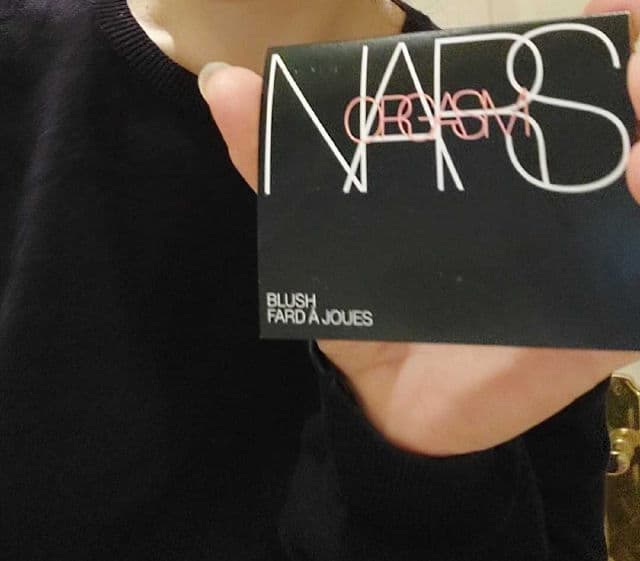 NARS
ORGASM
BLUSH
FARD À JOUES